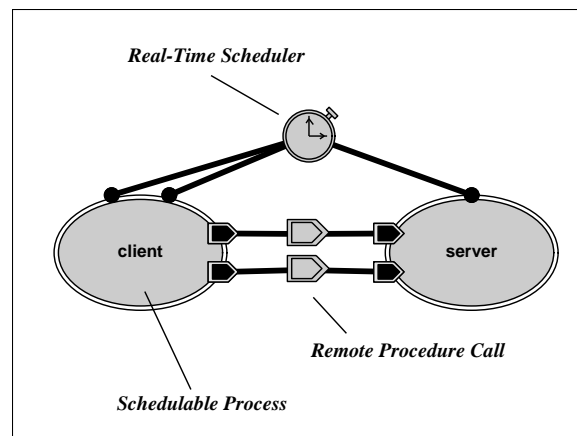 Real-Time Scheduler
client
server
Remote Procedure Call
Schedulable Process